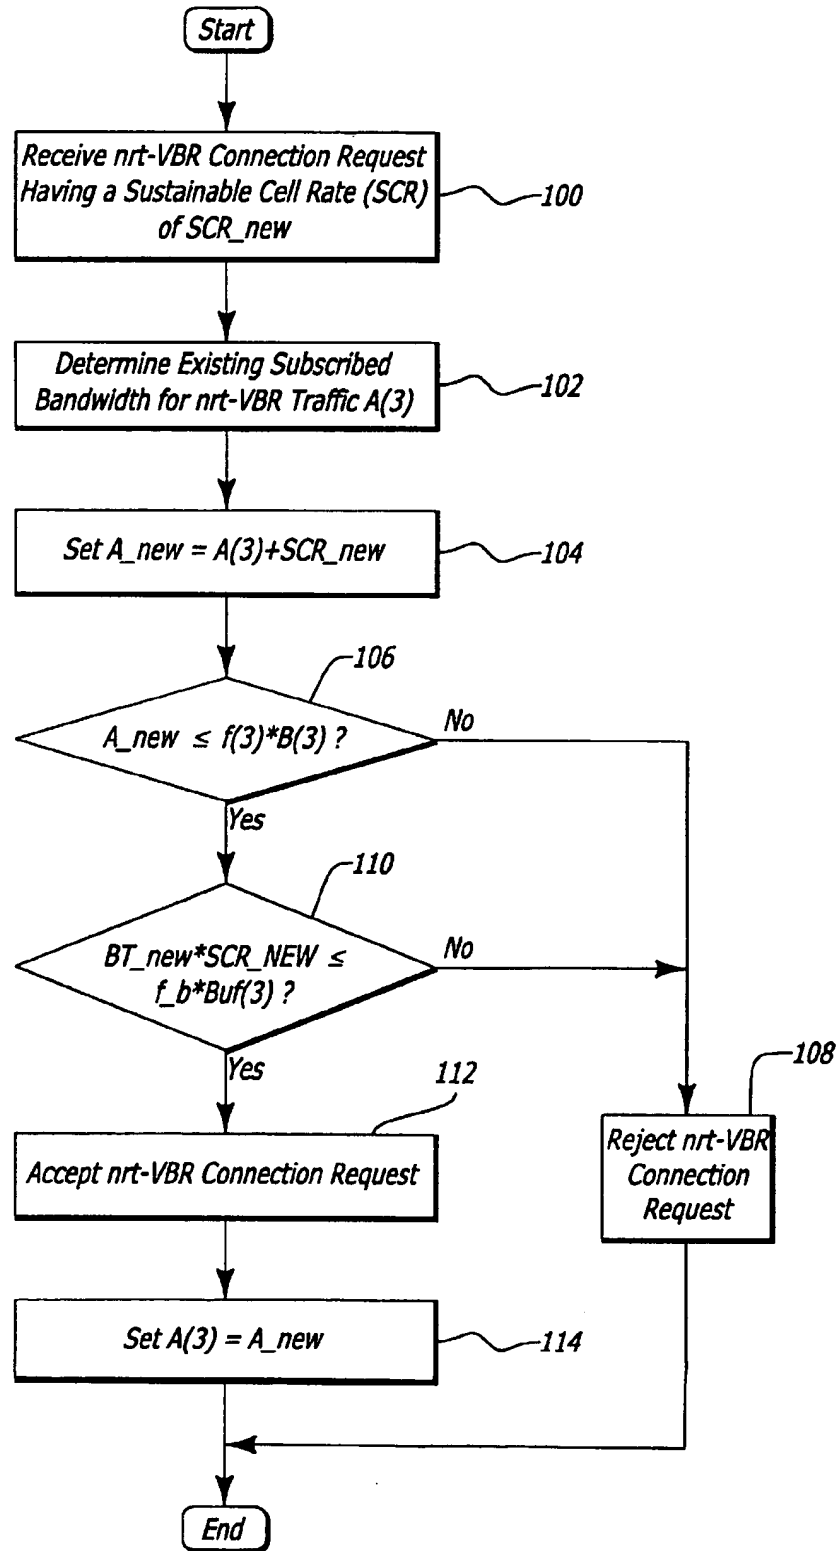 Start
Receive nrt-VBR Connection Request
Having a Sustainable Cell Rate (SCR)
of SCR_new
100
Determine Existing Subscribed
Bandwidth for nrt-VBR Traffic A(3)
102
Set A_new = A(3)+SCR_new
104
106
A_new ≤ f(3)*B(3) ?
No
Yes
110
BT_new*SCR_NEW ≤
f_b*Buf(3) ?
No
Yes
108
Reject nrt-VBR
Connection
Request
112
Accept nrt-VBR Connection Request
Set A(3) = A_new
114
End